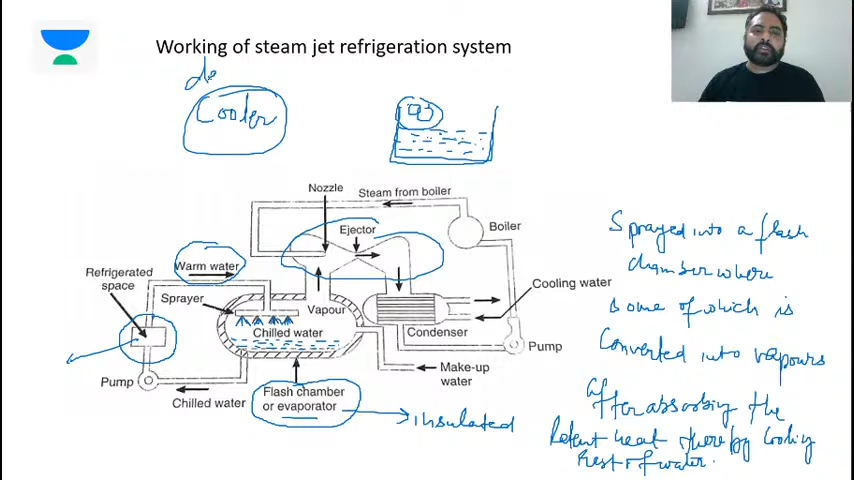 Working of steam jet refrigeration system
de
Cooler
Nozzle
Steam from boiler
Ejector
Boiler
Warm water
Refrigerated
space
Sprayer
Vapour
Cooling water
Chilled water
Condenser
Pump
Make-up
water
Pump
Chilled water
Flash chamber
or evaporator
insulated
Sprayed into a flash
chamber where
some of which is
Converted into vapours
after absorbing the
latent heat thereby cooling
rest of water.